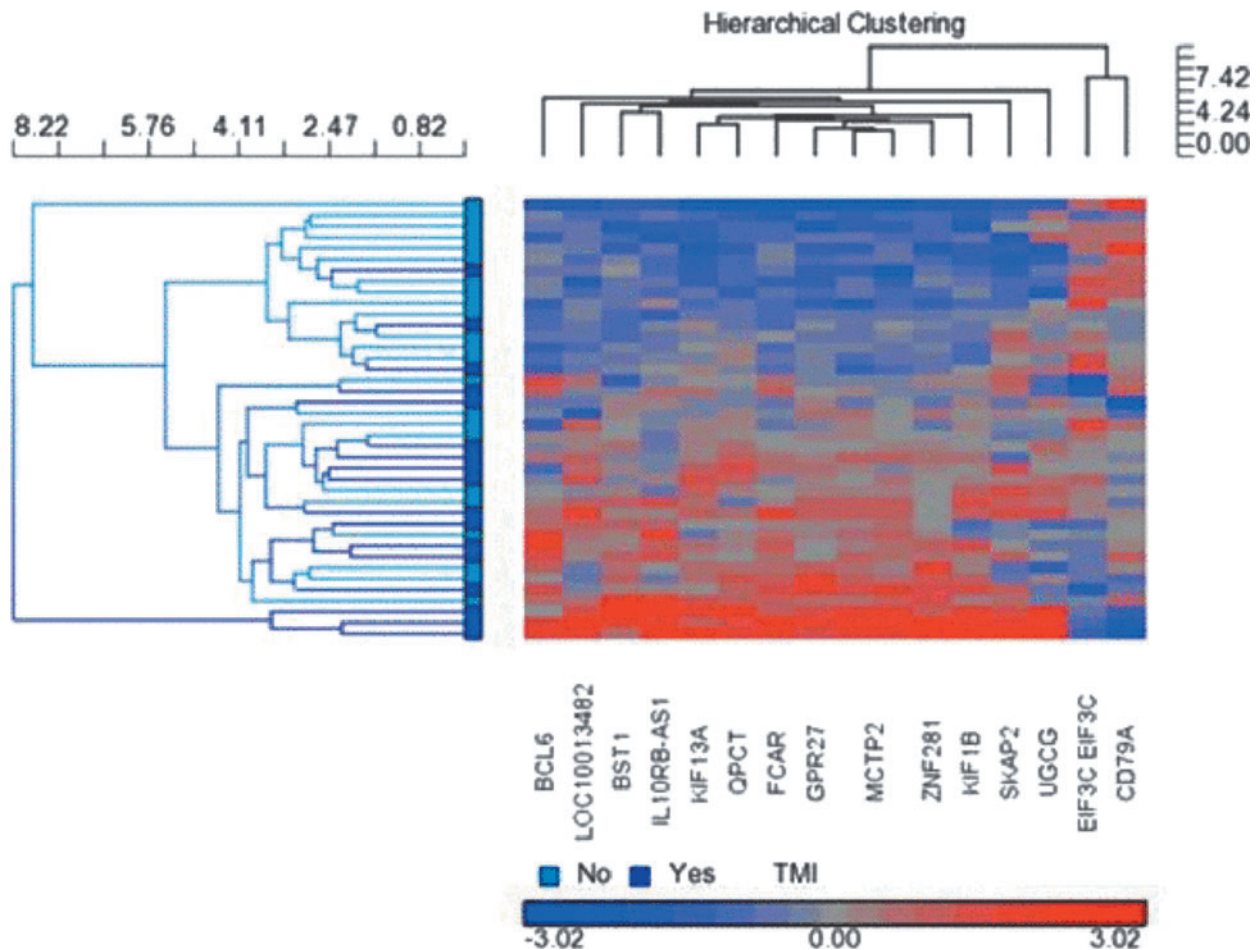 Hierarchical Clustering
7.42
4.24
0.00
8.22 5.76 4.11 2.47 0.82
BCL6
LOC10013482
BST1
IL10RB-AS1
KIF13A
QPCT
FCAR
GPR27
MCTP2
ZNF281
KIF1B
SKAP2
UGCG
EIF3C EIF3C
CD79A
No Yes TMI
-3.02 0.00 3.02